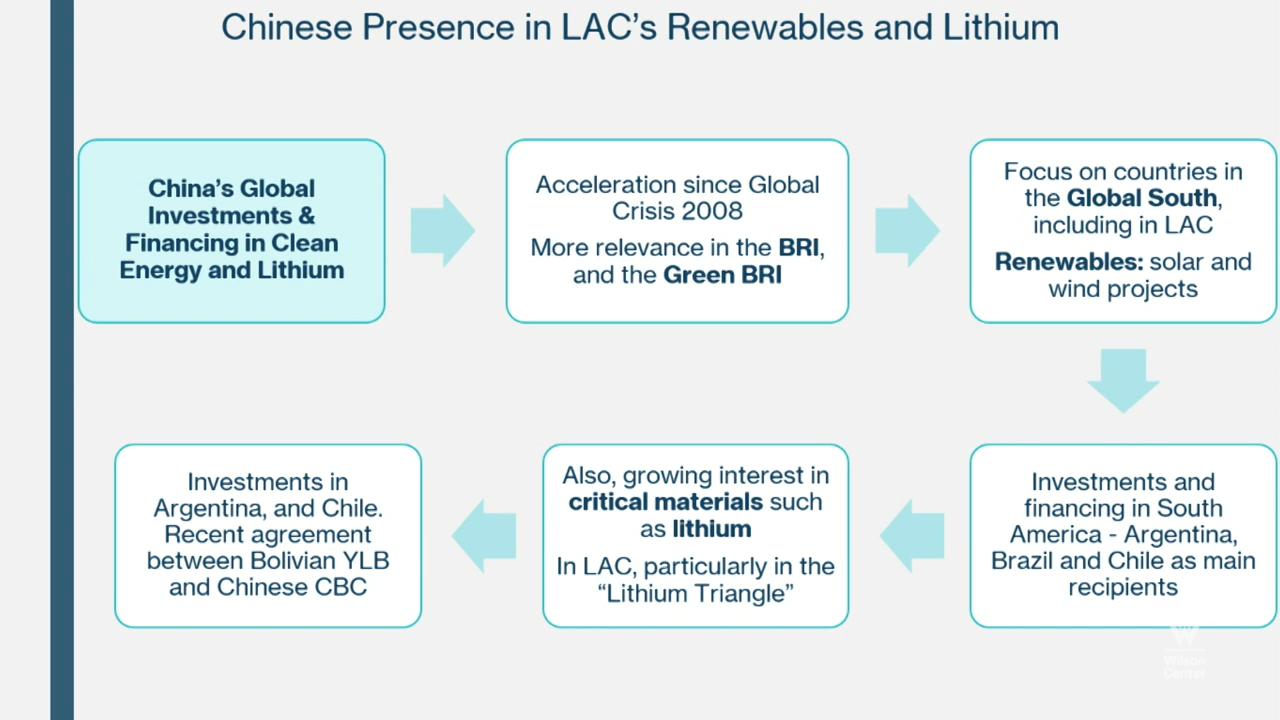 Chinese Presence in LAC’s Renewables and Lithium
China’s Global
Investments &
Financing in Clean
Energy and Lithium
Acceleration since Global
Crisis 2008
More relevance in the BRI,
and the Green BRI
Focus on countries in
the Global South,
including in LAC
Renewables: solar and
wind projects
Investments and
financing in South
America - Argentina,
Brazil and Chile as main
recipients
Also, growing interest in
critical materials such
as lithium
In LAC, particularly in the
“Lithium Triangle”
Investments in
Argentina, and Chile.
Recent agreement
between Bolivian YLB
and Chinese CBC
W
Wilson
Center